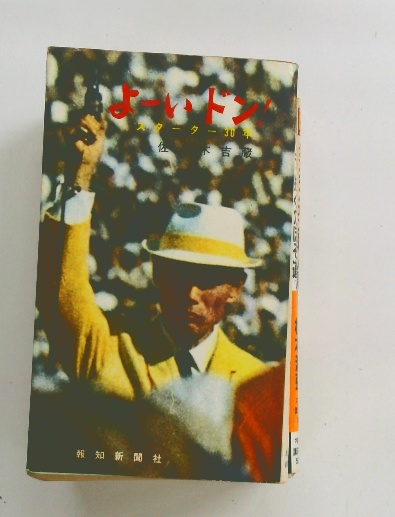 よーいドン!
スターター30年
佐 木吉蔵
報知新聞社